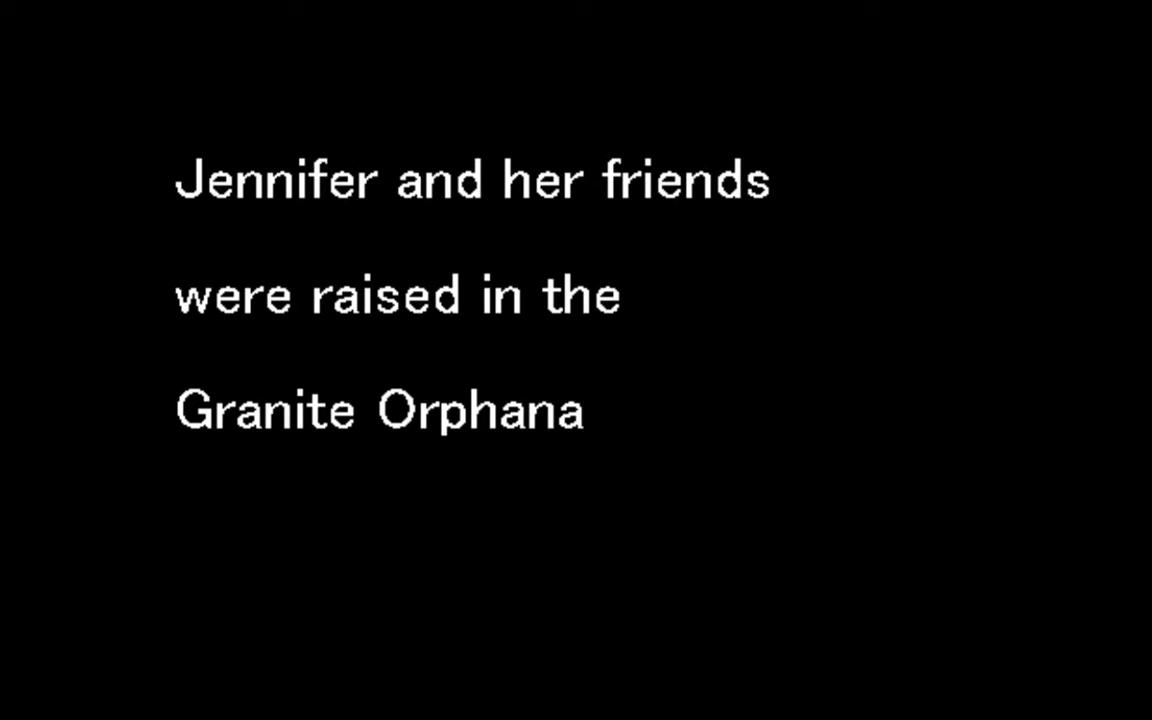 Jennifer and her friends
were raised in the
Granite Orphana